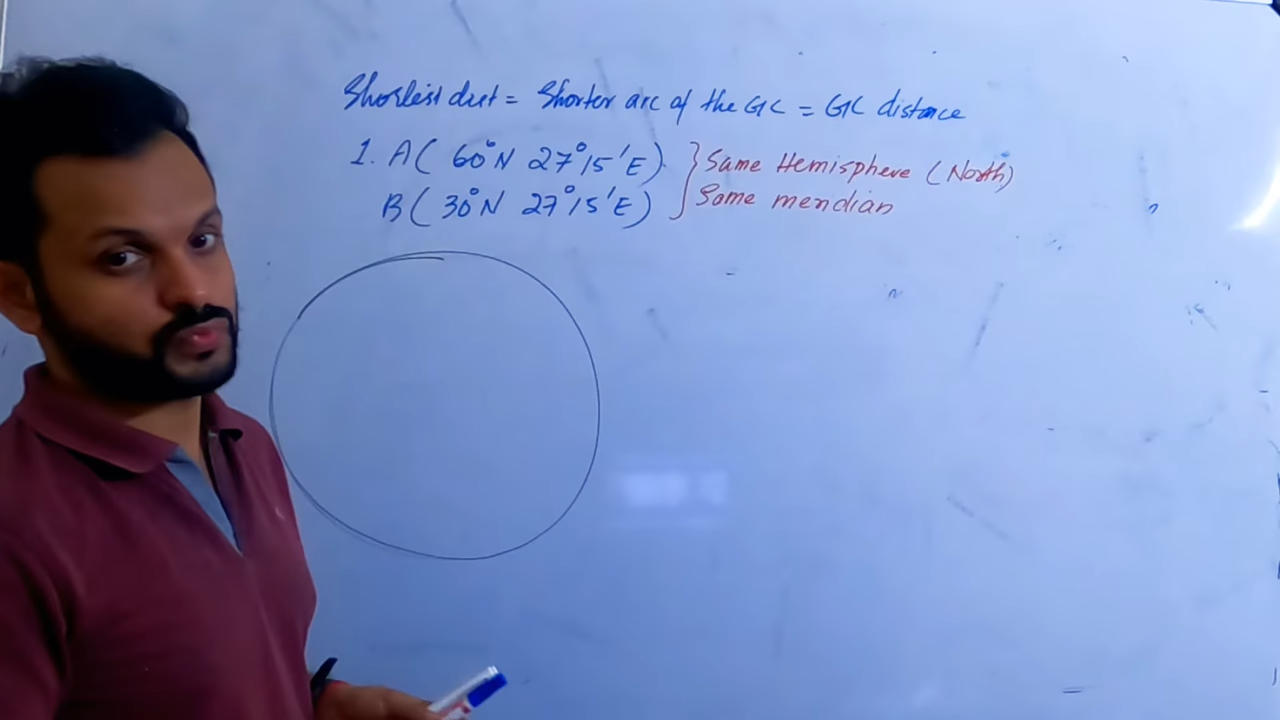 Shortest dist = Shorter arc of the GC = GC distance
1. A ( 60°N 27°15'E) } Same Hemisphere (North)
B ( 30°N 27°15'E) } Same meridian